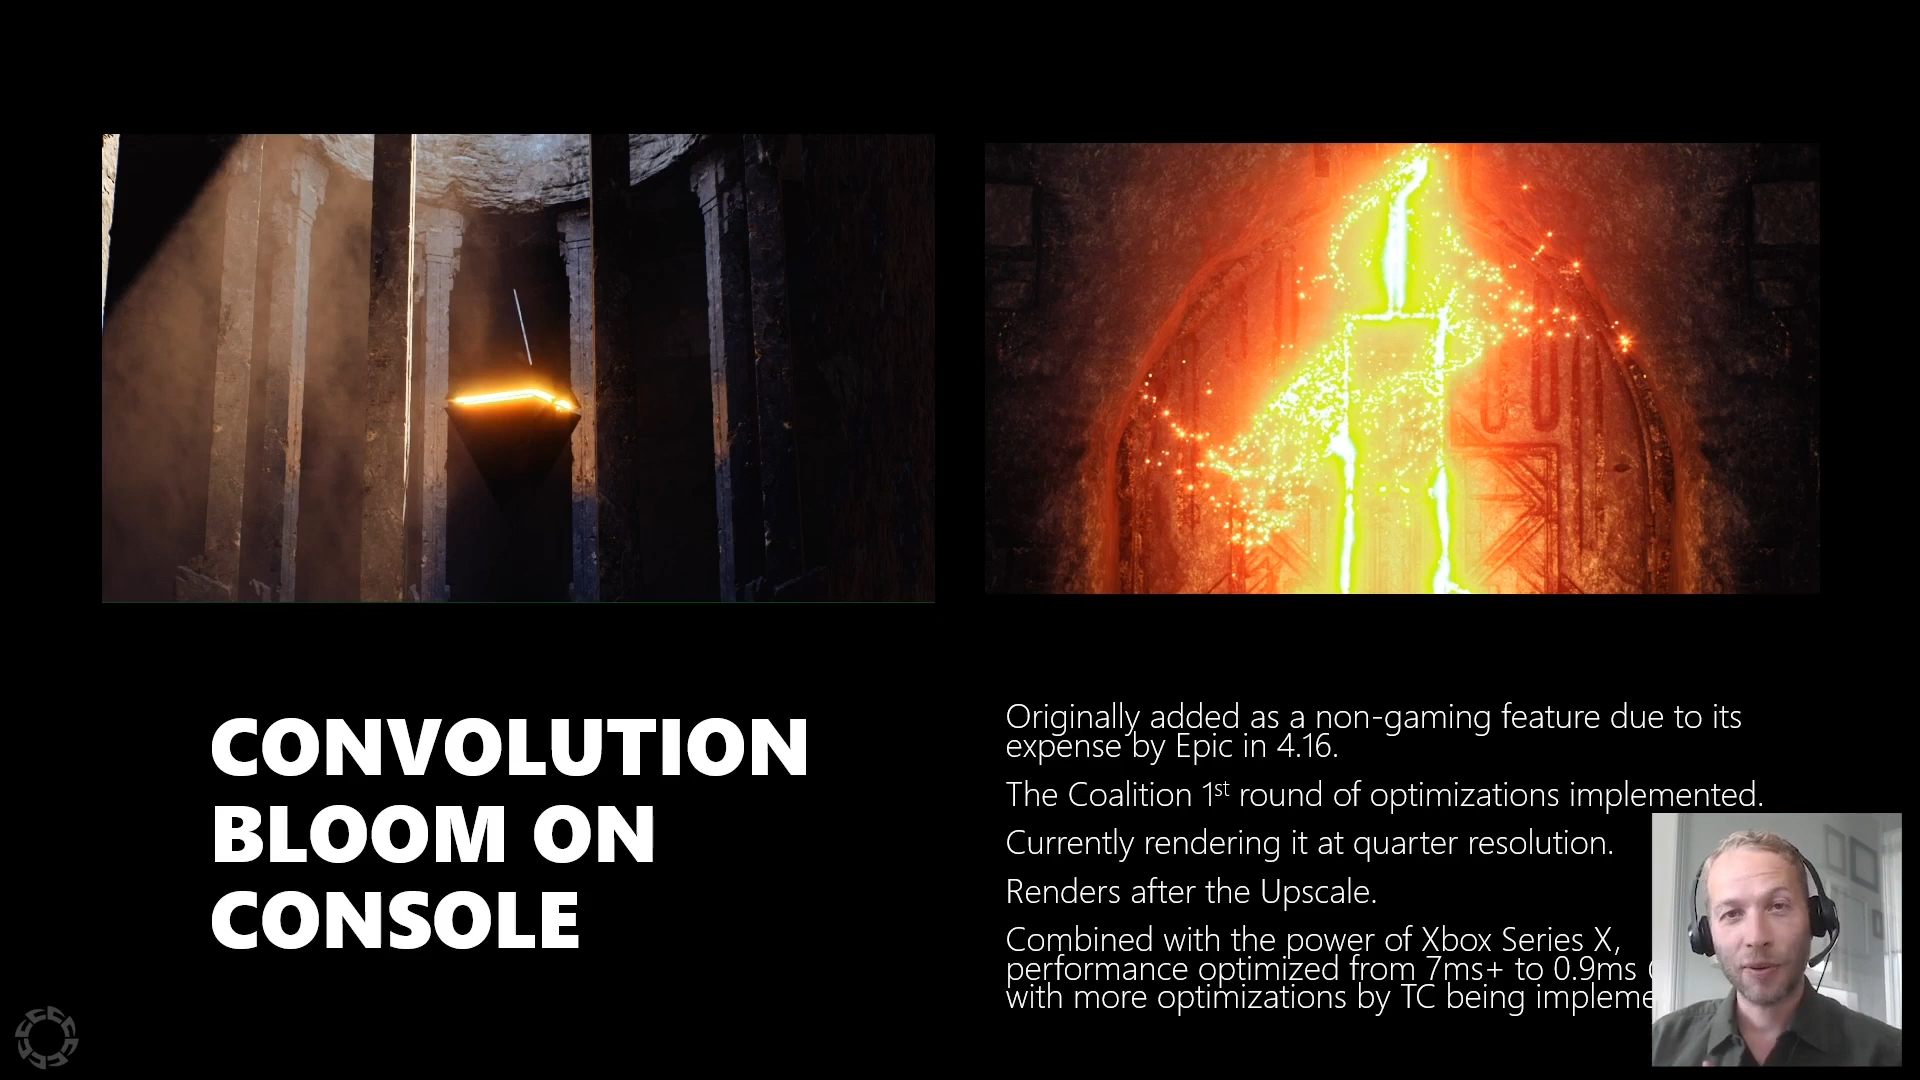 CONVOLUTION
BLOOM ON
CONSOLE
Originally added as a non-gaming feature due to its
expense by Epic in 4.16.
The Coalition 1st round of optimizations implemented.
Currently rendering it at quarter resolution.
Renders after the Upscale.
Combined with the power of Xbox Series X,
performance optimized from 7ms+ to 0.9ms
with more optimizations by TC being